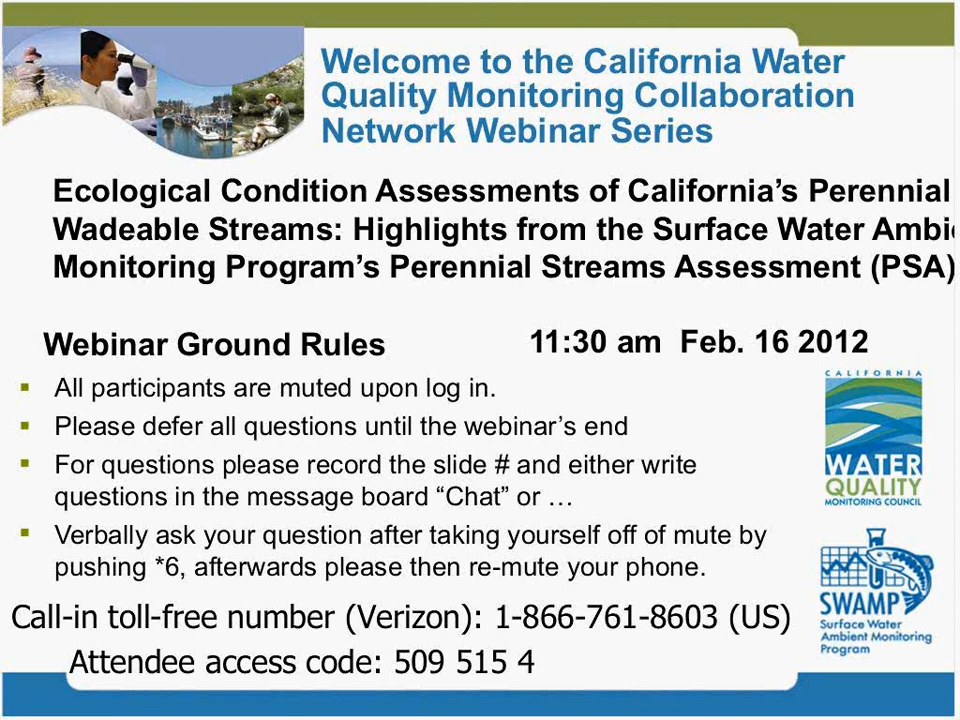 Welcome to the California Water
Quality Monitoring Collaboration
Network Webinar Series
Ecological Condition Assessments of California’s Perennial
Wadeable Streams: Highlights from the Surface Water Ambie
Monitoring Program’s Perennial Streams Assessment (PSA)
Webinar Ground Rules
11:30 am Feb. 16 2012
▪ All participants are muted upon log in.
▪ Please defer all questions until the webinar’s end
▪ For questions please record the slide # and either write
questions in the message board “Chat” or …
▪ Verbally ask your question after taking yourself off of mute by
pushing *6, afterwards please then re-mute your phone.
Call-in toll-free number (Verizon): 1-866-761-8603 (US)
Attendee access code: 509 515 4
CALIFORNIA
WATER
QUALITY
MONITORING COUNCIL
SWAMP
Surface Water
Ambient Monitoring
Program